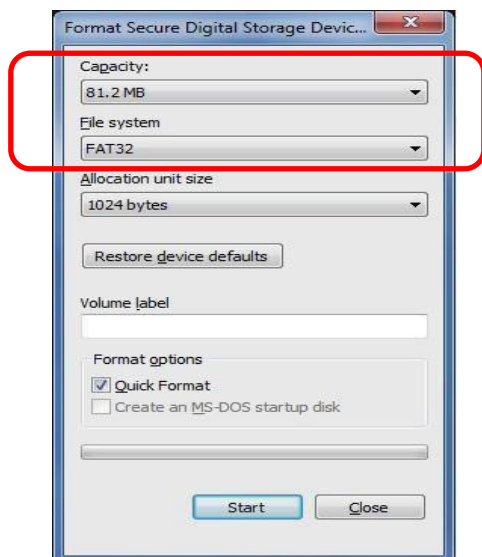 Format Secure Digital Storage Devic...
Capacity:
81.2 MB
File system
FAT32
Allocation unit size
1024 bytes
Restore device defaults
Volume label
Format options
Quick Format
Create an MS-DOS startup disk
Start Close